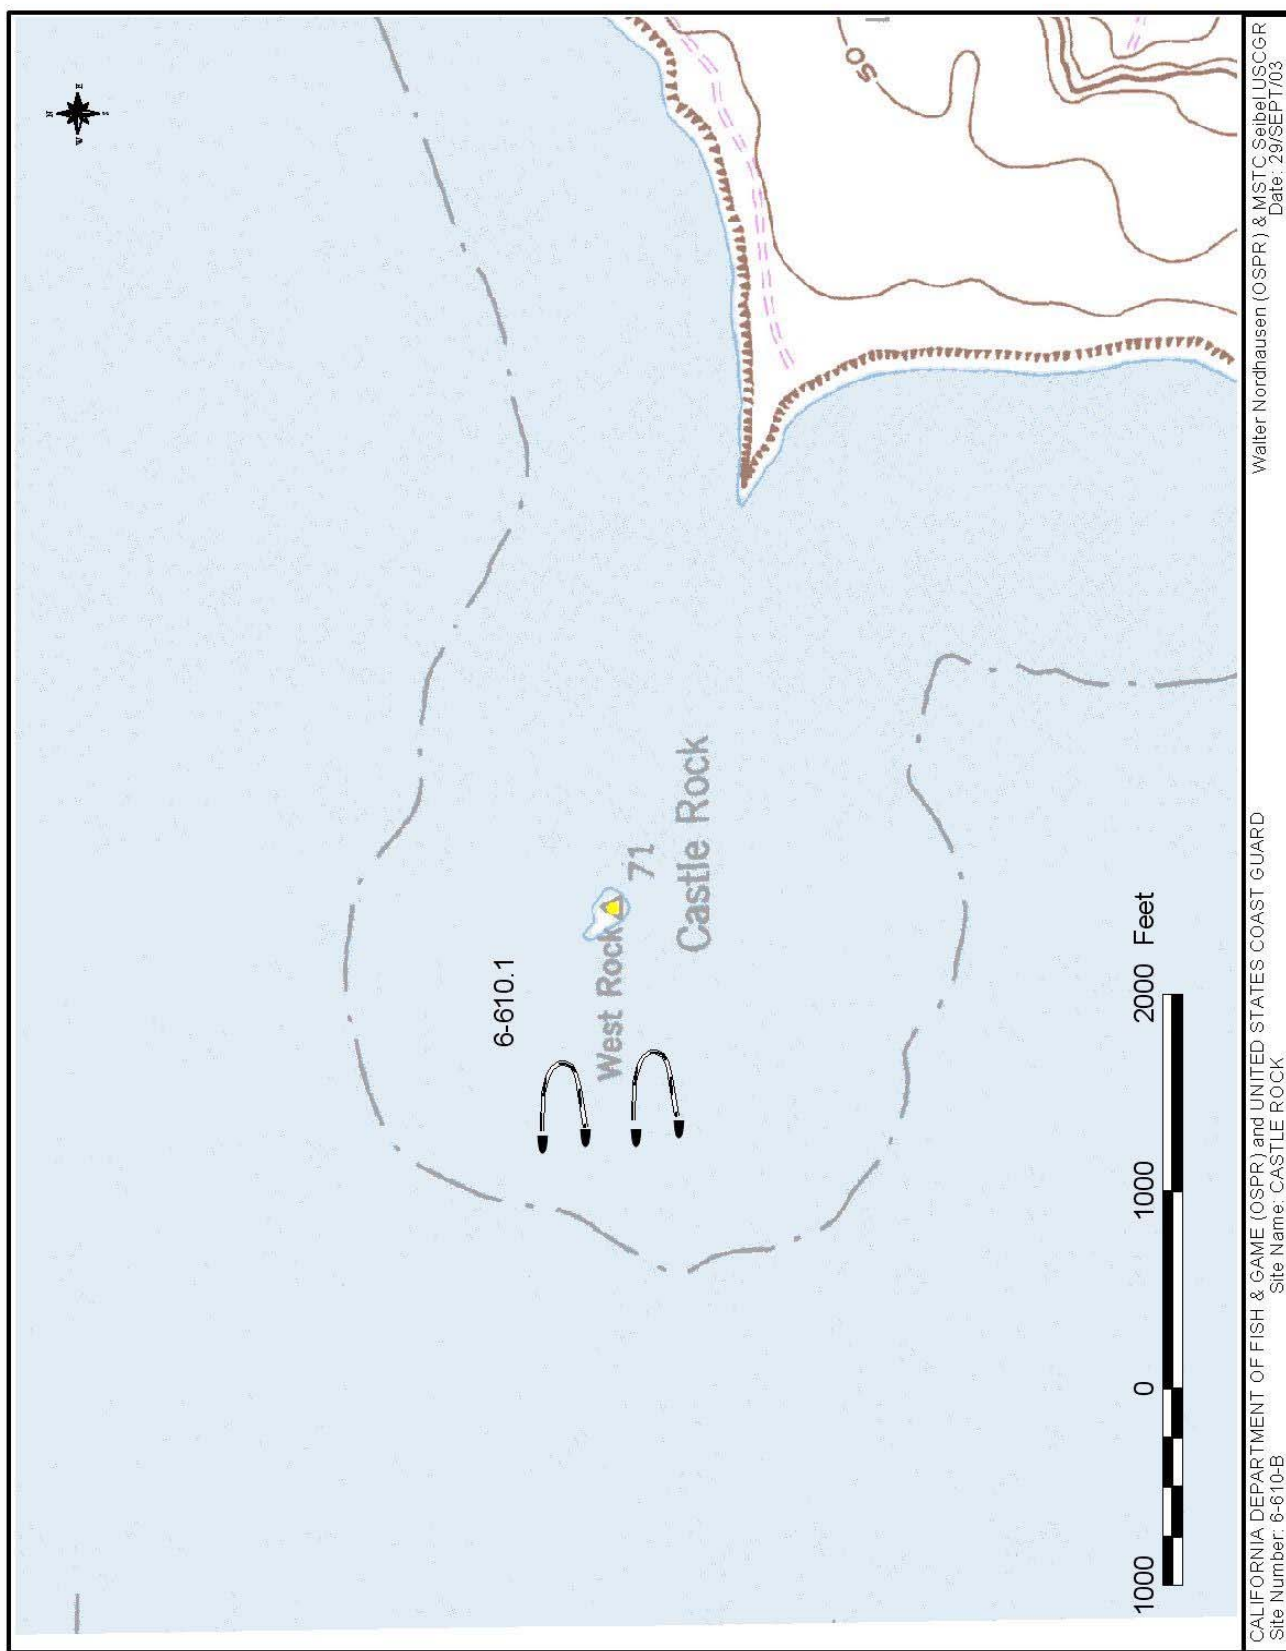 N
W E
S
50
6-610.1
West Rock
71
Castle Rock
1000 0 1000 2000 Feet
CALIFORNIA DEPARTMENT OF FISH & GAME (OSPR) and UNITED STATES COAST GUARD
Walter Nordhausen (OSPR) & MSTC Seibel USCGR
Site Number: 6-610-B
Site Name: CASTLE ROCK
Date: 29/SEPT/03